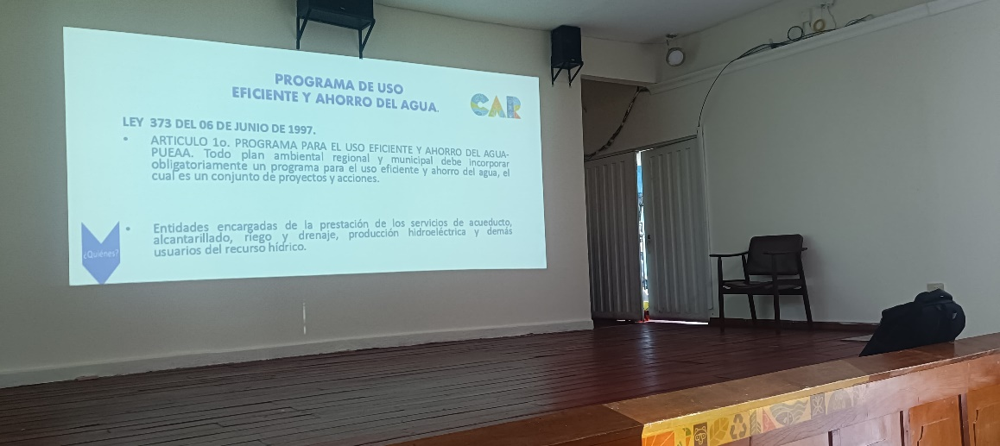 PROGRAMA DE USO
EFICIENTE Y AHORRO DEL AGUA.
CAR
LEY 373 DEL 06 DE JUNIO DE 1997.
• ARTICULO 1o. PROGRAMA PARA EL USO EFICIENTE Y AHORRO DEL AGUA-
PUEAA. Todo plan ambiental regional y municipal debe incorporar
obligatoriamente un programa para el uso eficiente y ahorro del agua, el
cual es un conjunto de proyectos y acciones.
¿Quiénes?
• Entidades encargadas de la prestación de los servicios de acueducto,
alcantarillado, riego y drenaje, producción hidroeléctrica y demás
usuarios del recurso hídrico.